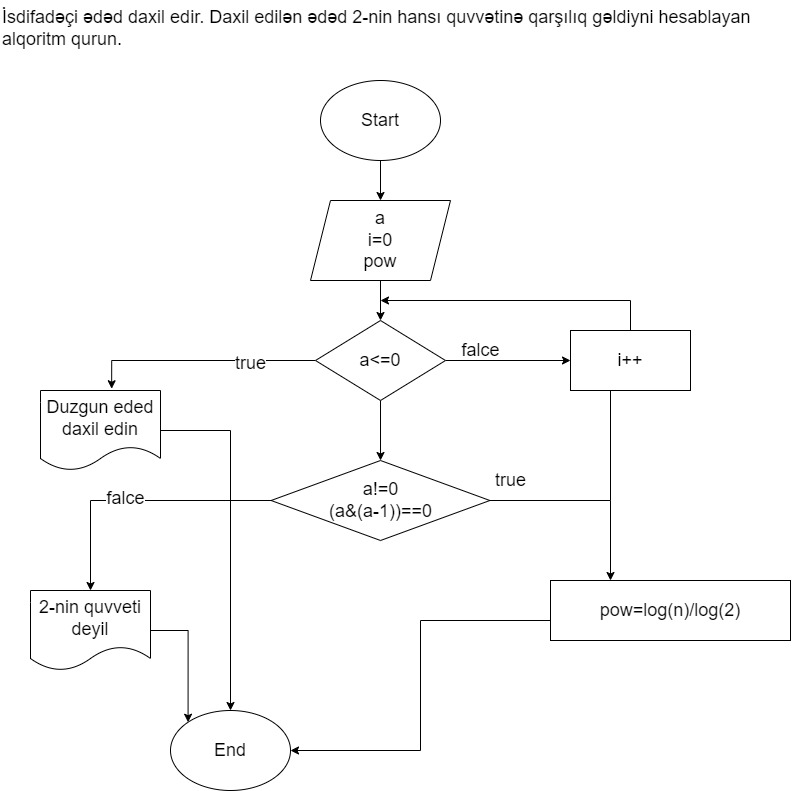 İsdifadəçi ədəd daxil edir. Daxil edilən ədəd 2-nin hansı quvvətinə qarşılıq gəldiyni hesablayan
alqoritm qurun.
Start
a
i=0
pow
a<=0
true
falce
i++
Duzgun eded
daxil edin
a!=0
(a&(a-1))==0
true
falce
2-nin quvveti
deyil
pow=log(n)/log(2)
End